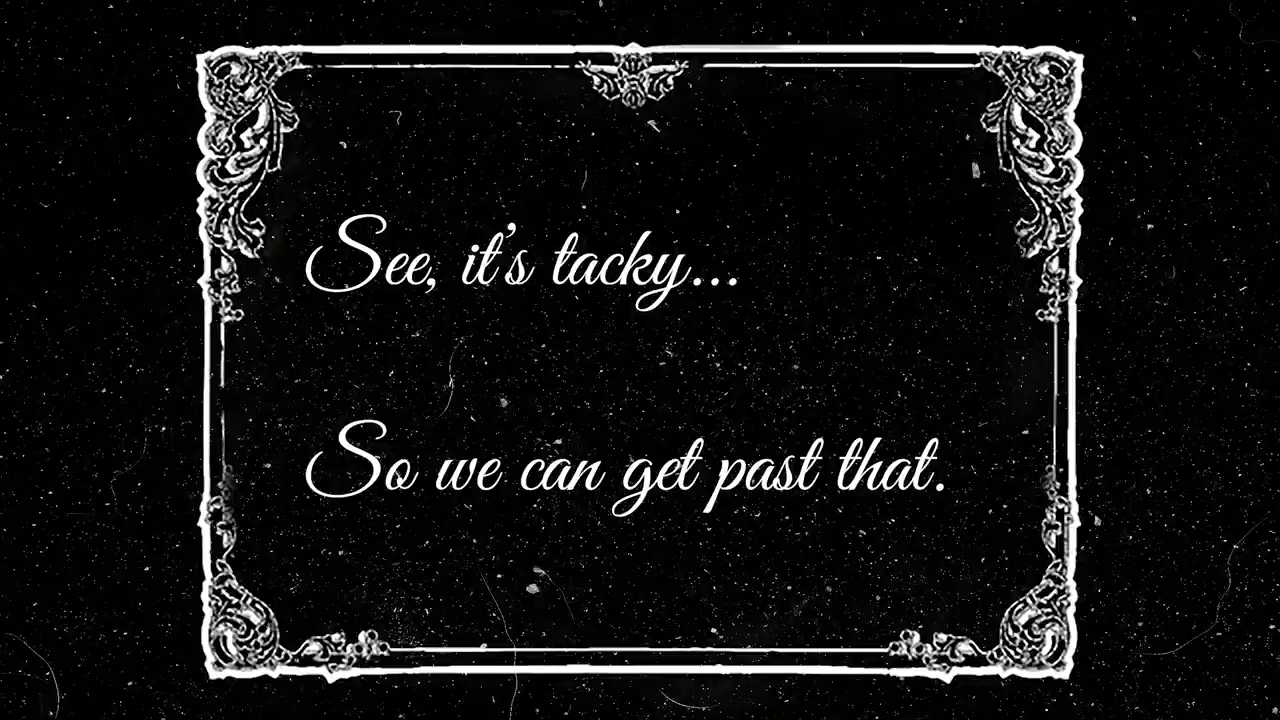 See, it’s tacky...
So we can get past that.